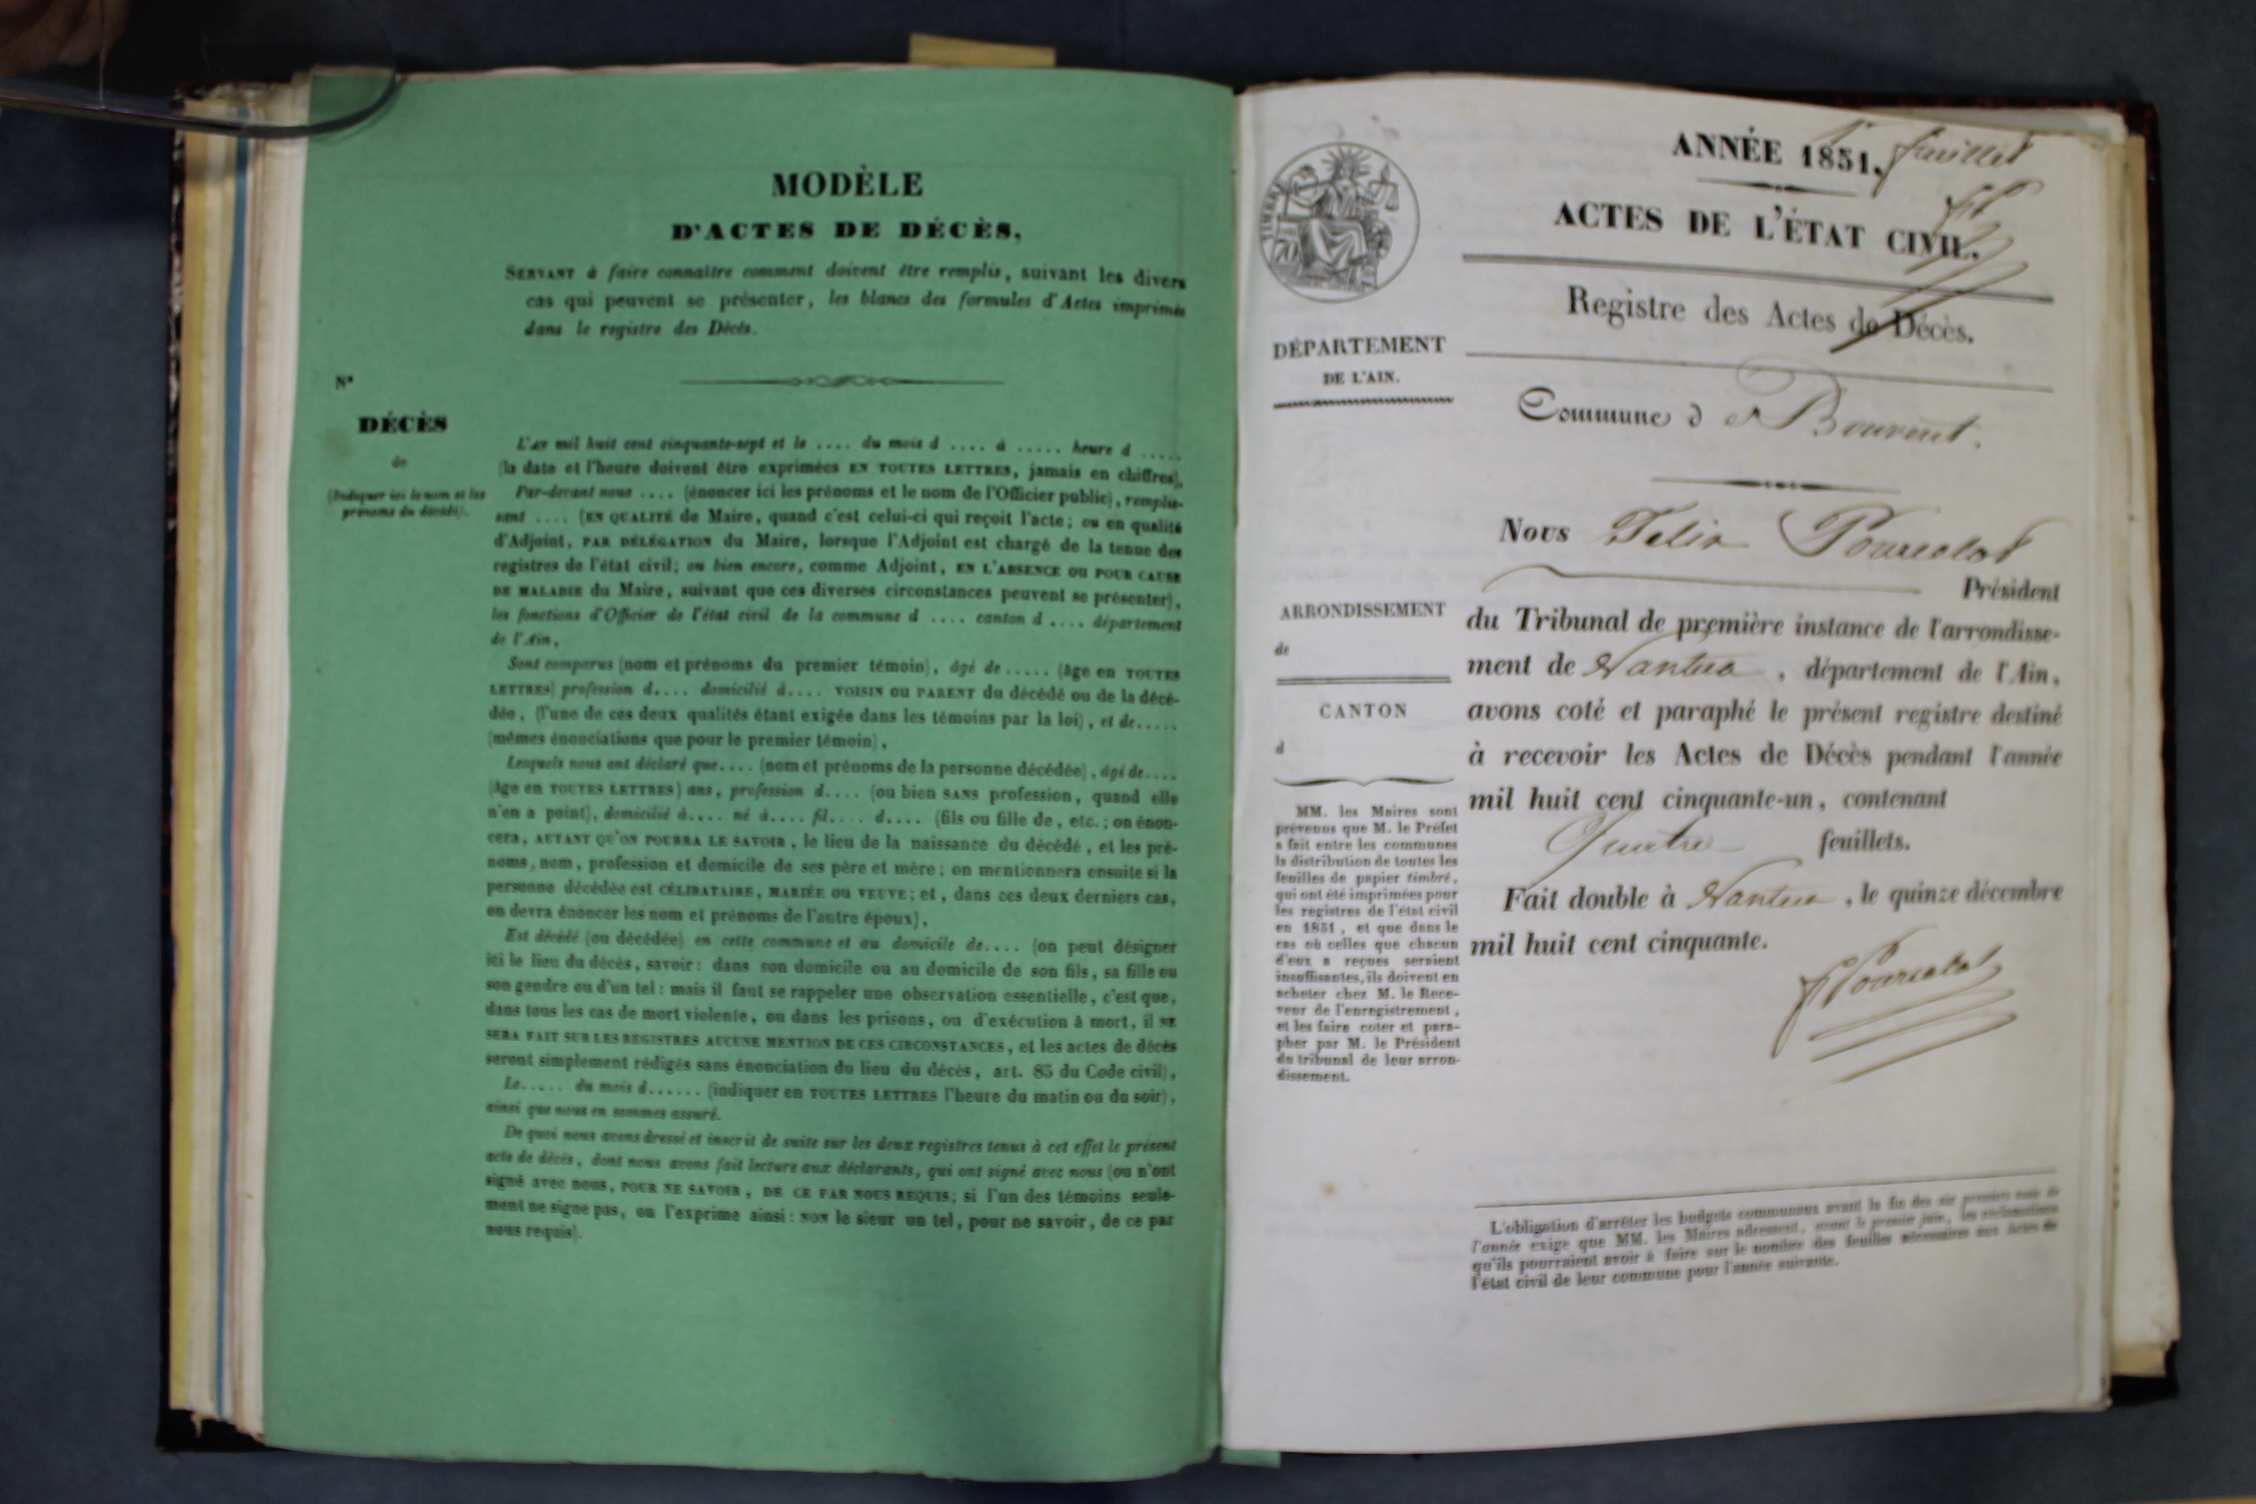 MODÈLE
D'ACTES DE DÉCÈS,
SERVANT à faire connaître comment doivent être remplis, suivant les divers
cas qui peuvent se présenter, les blancs des formules d'Actes imprimés
dans le registre des Décès.
N°
DÉCÈS
de
(Indiquer ici le nom et les
prénoms du décédé).
L'AN mil huit cent cinquante-sept et le .... du mois d .... à ..... heure d .....
(la date et l'heure doivent être exprimées EN TOUTES LETTRES, jamais en chiffres),
Par-devant nous .... (énoncer ici les prénoms et le nom de l'Officier public), remplis-
sant .... (EN QUALITÉ de Maire, quand c'est celui-ci qui reçoit l'acte; ou en qualité
d'Adjoint, PAR DÉLÉGATION du Maire, lorsque l'Adjoint est chargé de la tenue des
registres de l'état civil; ou bien encore, comme Adjoint, EN L'ABSENCE OU POUR CAUSE
DE MALADIE du Maire, suivant que ces diverses circonstances peuvent se présenter),
les fonctions d'Officier de l'état civil de la commune d .... canton d .... département
de l'Ain,
Sont comparus (nom et prénoms du premier témoin), âgé de ..... (âge en TOUTES
LETTRES) profession d.... domicilié à.... VOISIN OU PARENT du décédé ou de la décé-
dée, (l'une de ces deux qualités étant exigée dans les témoins par la loi), et de.....
(mêmes énonciations que pour le premier témoin),
Lesquels nous ont déclaré que.... (nom et prénoms de la personne décédée), âgé de....
(âge en TOUTES LETTRES) ans, profession d.... (ou bien SANS profession, quand elle
n'en a point), domicilié à.... né à.... fil.... d.... (fils ou fille de, etc.; on énon-
cera, AUTANT QU'ON POURRA LE SAVOIR, le lieu de la naissance du décédé, et les pré-
noms, nom, profession et domicile de ses père et mère; on mentionnera ensuite si la
personne décédée est CÉLIBATAIRE, MARIÉE OU VEUVE; et, dans ces deux derniers cas,
on devra énoncer les nom et prénoms de l'autre époux),
Est décédé (ou décédée) en cette commune et au domicile de.... (on peut désigner
ici le lieu du décès, savoir: dans son domicile ou au domicile de son fils, sa fille ou
son gendre ou d'un tel: mais il faut se rappeler une observation essentielle, c'est que,
dans tous les cas de mort violente, ou dans les prisons, ou d'exécution à mort, il NE
SERA FAIT SUR LES REGISTRES AUCUNE MENTION DE CES CIRCONSTANCES, et les actes de décès
seront simplement rédigés sans énonciation du lieu du décès, art. 85 du Code civil),
Le..... du mois d...... (indiquer en TOUTES LETTRES l'heure du matin ou du soir),
ainsi que nous en sommes assuré.
De quoi nous avons dressé et inscrit de suite sur les deux registres tenus à cet effet le présent
acte de décès, dont nous avons fait lecture aux déclarants, qui ont signé avec nous (ou n'ont
signé avec nous, POUR NE SAVOIR, DE CE PAR NOUS REQUIS; si l'un des témoins seule-
ment ne signe pas, on l'exprime ainsi: NON le sieur un tel, pour ne savoir, de ce par
nous requis).
ANNÉE 1851.
1er feuillet
ACTES DE L'ÉTAT CIVIL.
Registre des Actes de Décès.
TIMBRE
DÉPARTEMENT
DE L'AIN.
Commune de Bouvent.
Nous Felix Pourcelot
Président
du Tribunal de première instance de l'arrondisse-
ment de Nantua, département de l'Ain,
avons coté et paraphé le présent registre destiné
à recevoir les Actes de Décès pendant l'année
mil huit cent cinquante-un, contenant
Quatre feuillets.
Fait double à Nantua, le quinze décembre
mil huit cent cinquante.
F Pourcelot
ARRONDISSEMENT
de
CANTON
d
MM. les Maires sont
prévenus que M. le Préfet
a fait entre les communes
la distribution de toutes les
feuilles de papier timbré,
qui ont été imprimées pour
les registres de l'état civil
en 1851, et que dans le
cas où celles que chacun
d'eux a reçues seraient
insuffisantes, ils doivent en
acheter chez M. le Rece-
veur de l'enregistrement,
et les faire coter et para-
pher par M. le Président
du tribunal de leur arron-
dissement.
L'obligation d'arrêter les budgets communaux avant la fin des six premiers mois de
l'année exige que MM. les Maires adressent, avant le premier juin, les réclamations
qu'ils pourraient avoir à faire sur le nombre des feuilles nécessaires aux Actes de
l'état civil de leur commune pour l'année suivante.